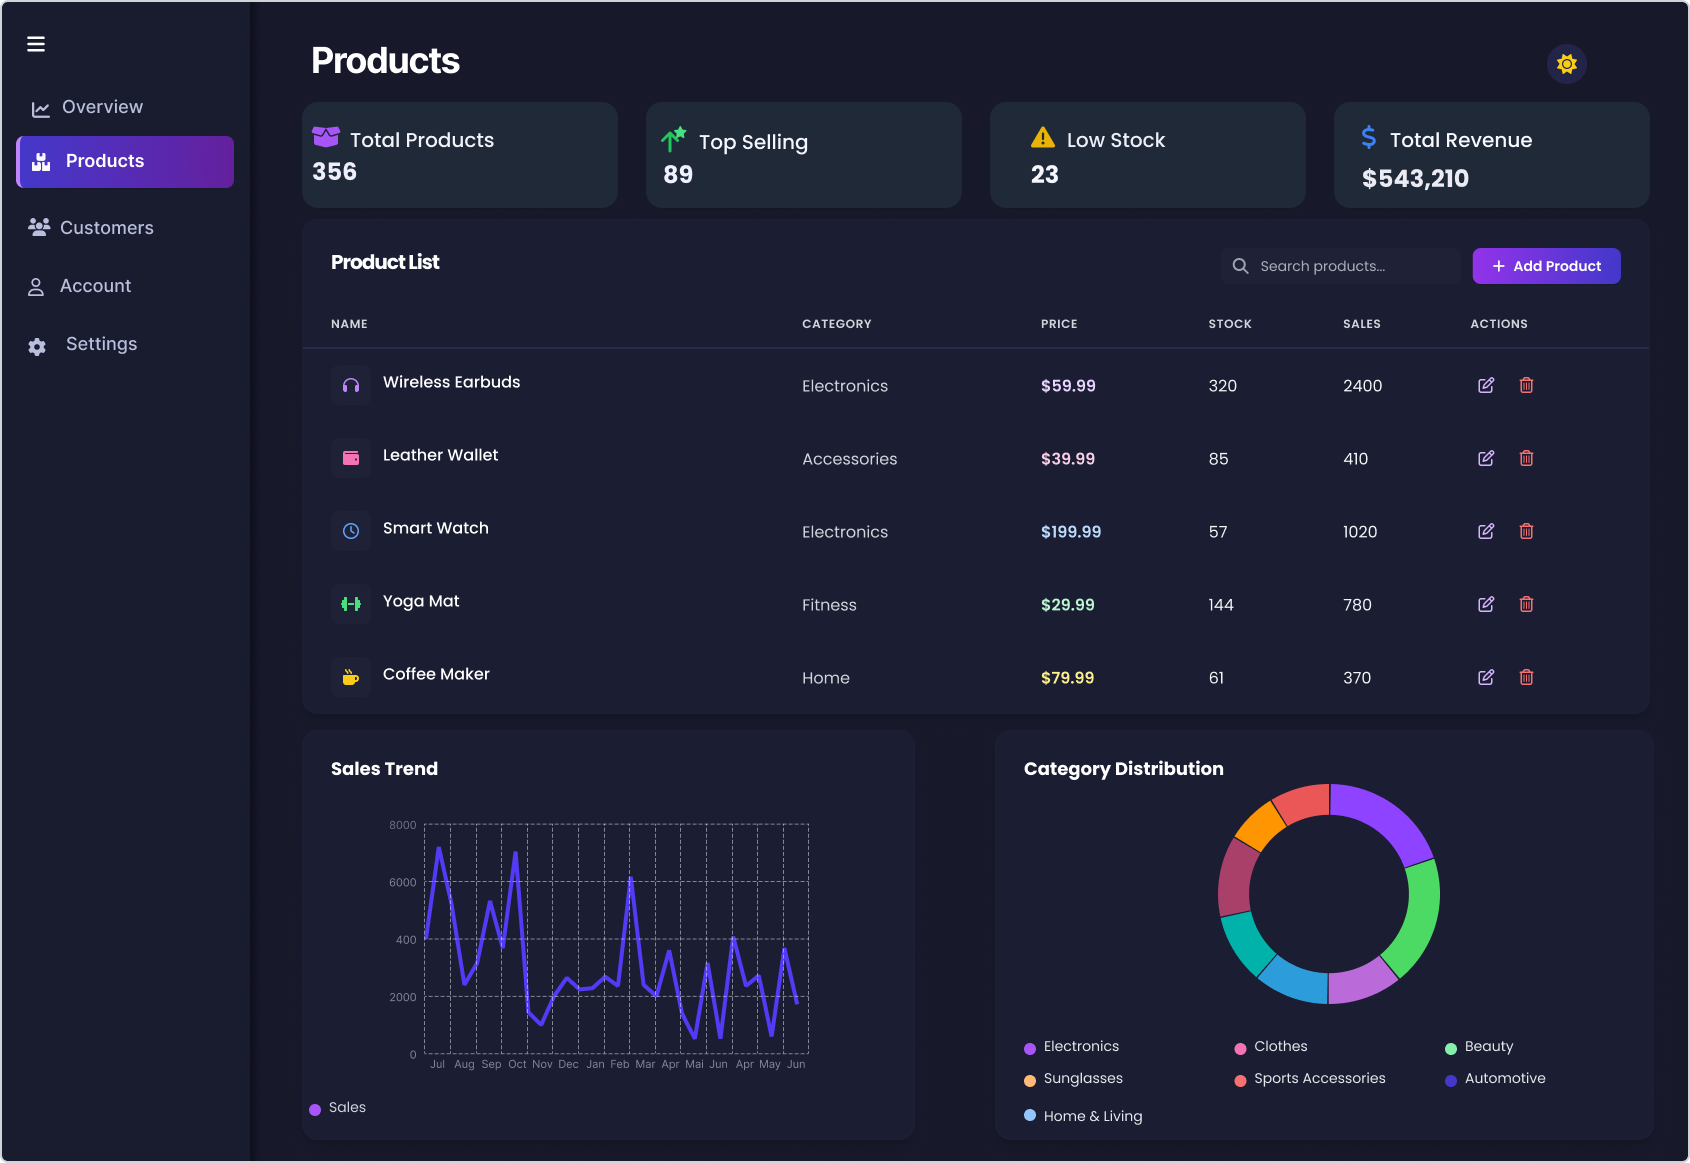 Products
Overview
Products
Customers
Account
Settings
Total Products
356
Top Selling
89
Low Stock
23
Total Revenue
$543,210
Product List
Search products...
+ Add Product
NAME CATEGORY PRICE STOCK SALES ACTIONS
Wireless Earbuds Electronics $59.99 320 2400
Leather Wallet Accessories $39.99 85 410
Smart Watch Electronics $199.99 57 1020
Yoga Mat Fitness $29.99 144 780
Coffee Maker Home $79.99 61 370
Sales Trend
8000
6000
400
2000
0
Jul Aug Sep Oct Nov Dec Jan Feb Mar Apr Mai Jun Apr May Jun
Sales
Category Distribution
Electronics Clothes Beauty
Sunglasses Sports Accessories Automotive
Home & Living